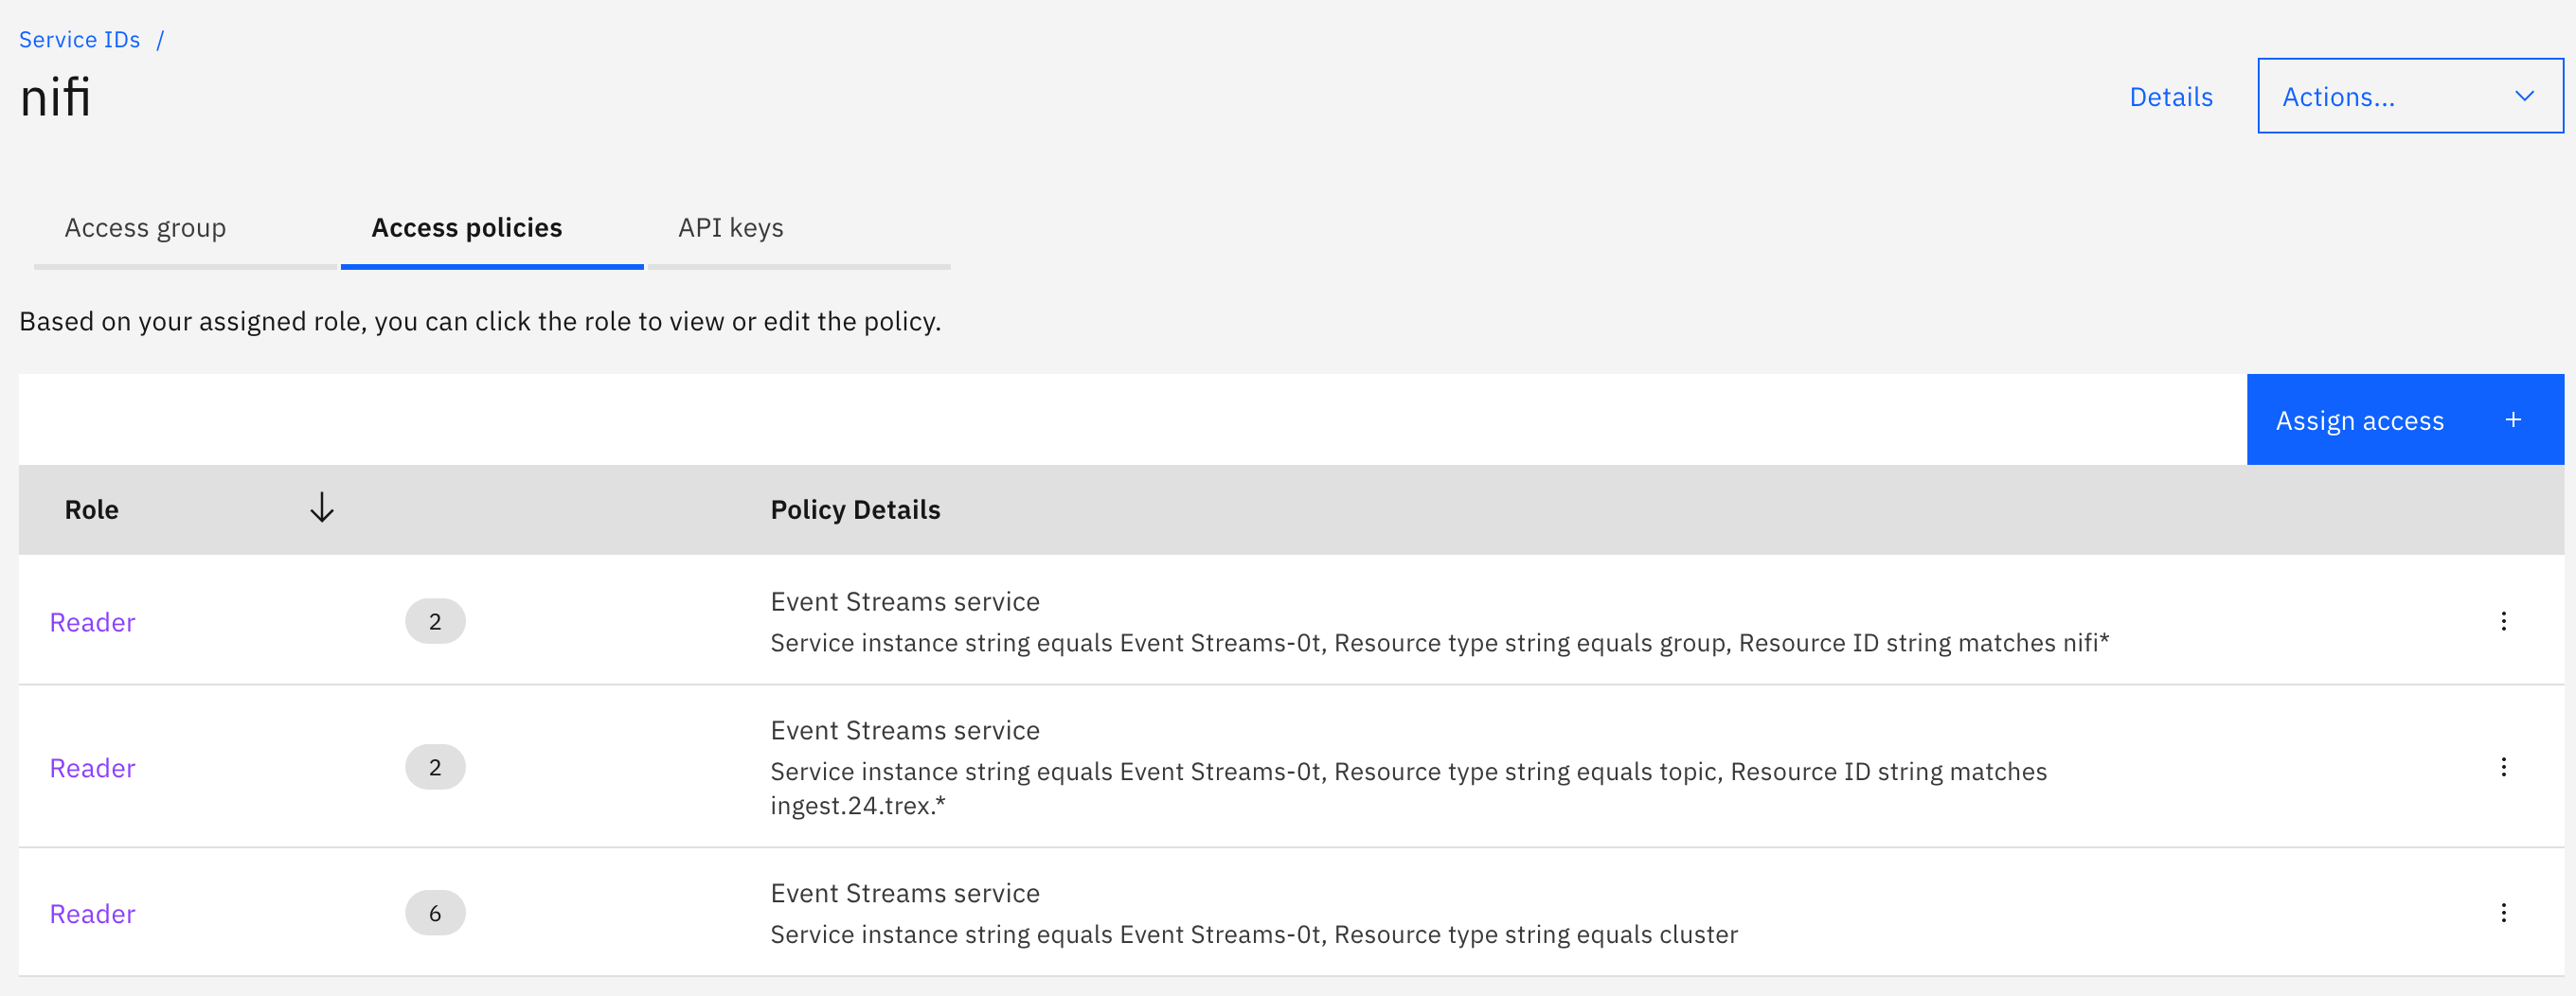 Service IDs /
nifi
Details
Actions...
Access group
Access policies
API keys
Based on your assigned role, you can click the role to view or edit the policy.
Assign access +
Role
Policy Details
Reader
2
Event Streams service
Service instance string equals Event Streams-0t, Resource type string equals group, Resource ID string matches nifi*
Reader
2
Event Streams service
Service instance string equals Event Streams-0t, Resource type string equals topic, Resource ID string matches
ingest.24.trex.*
Reader
6
Event Streams service
Service instance string equals Event Streams-0t, Resource type string equals cluster